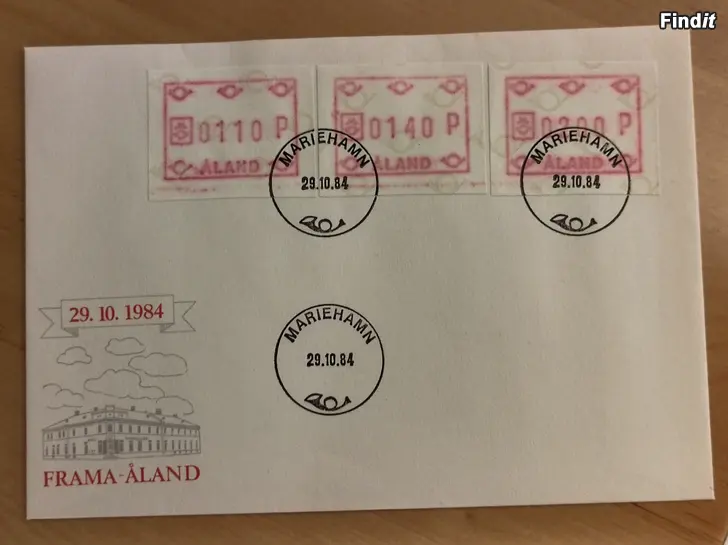 Findit
0110 P
ÅLAND
0140 P
ÅLAND
0200 P
ÅLAND
MARIEHAMN
29.10.84
MARIEHAMN
29.10.84
29. 10. 1984
MARIEHAMN
29.10.84
FRAMA-ÅLAND